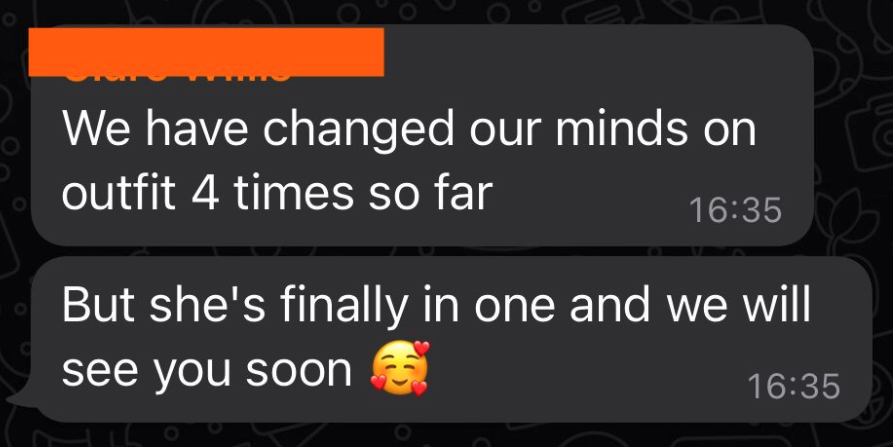 We have changed our minds on
outfit 4 times so far
16:35
But she's finally in one and we will
see you soon 🥰
16:35